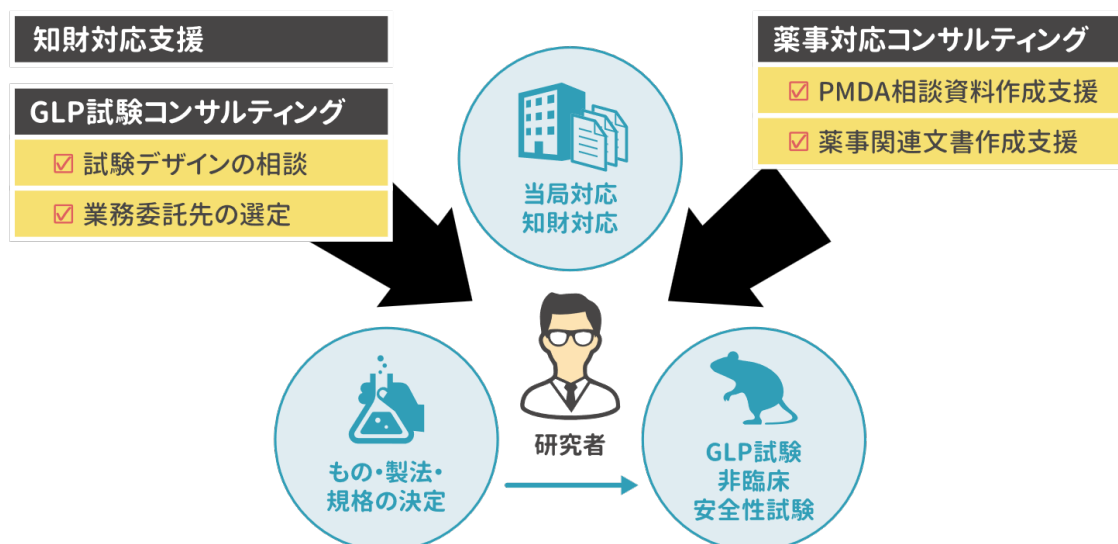 知財対応支援
GLP試験コンサルティング
試験デザインの相談
業務委託先の選定
薬事対応コンサルティング
PMDA相談資料作成支援
薬事関連文書作成支援
当局対応
知財対応
研究者
もの・製法・
規格の決定
GLP試験
非臨床
安全性試験